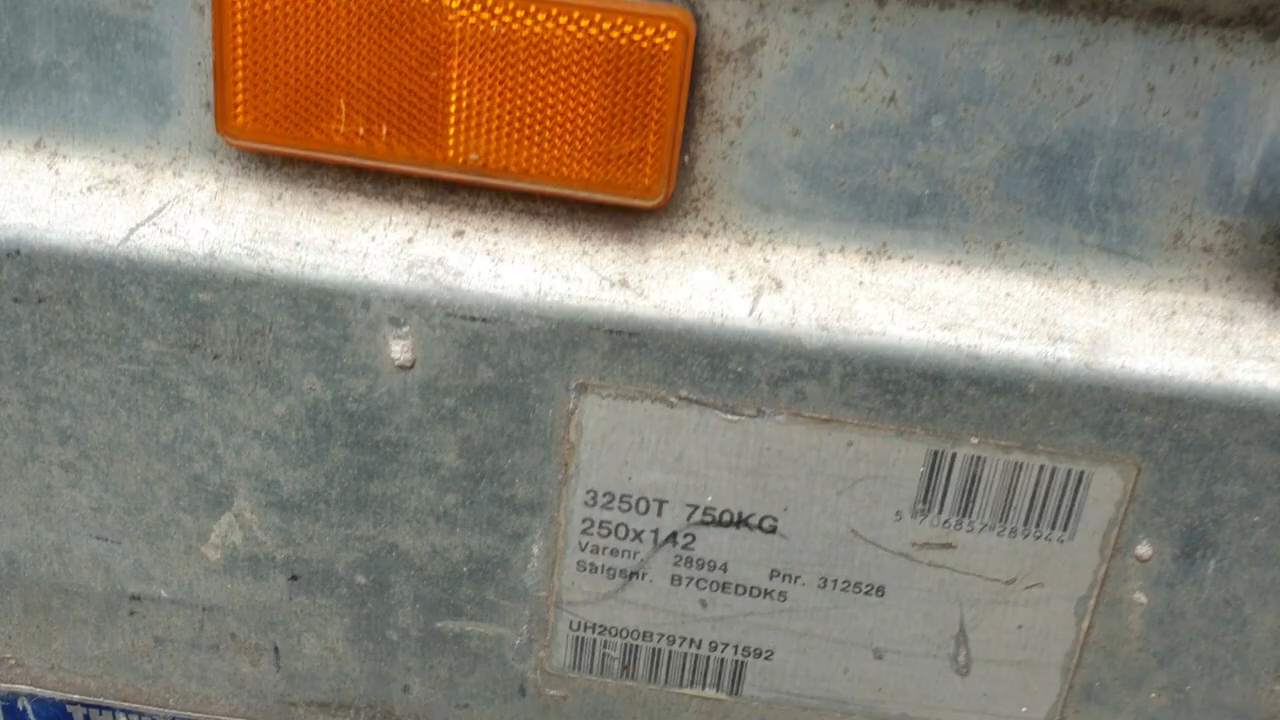 3250T 750KG
250x142
Varenr. 28994 Pnr. 312526
Salgsnr. B7C0EDDK5
5 706857 289944
UH2000B797N 971592